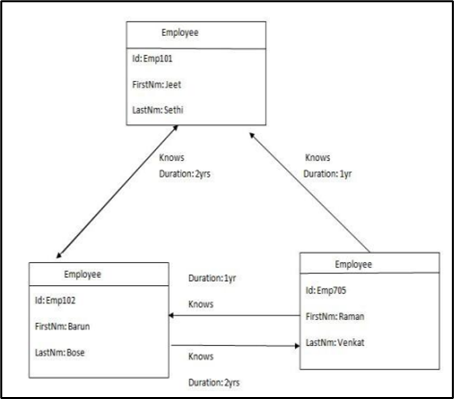 Employee
Id:Emp101
FirstNm:Jeet
LastNm:Sethi
Knows
Duration:2yrs
Knows
Duration:1yr
Employee
Id:Emp102
FirstNm:Barun
LastNm:Bose
Duration:1yr
Knows
Knows
Duration:2yrs
Employee
Id:Emp705
FirstNm:Raman
LastNm:Venkat